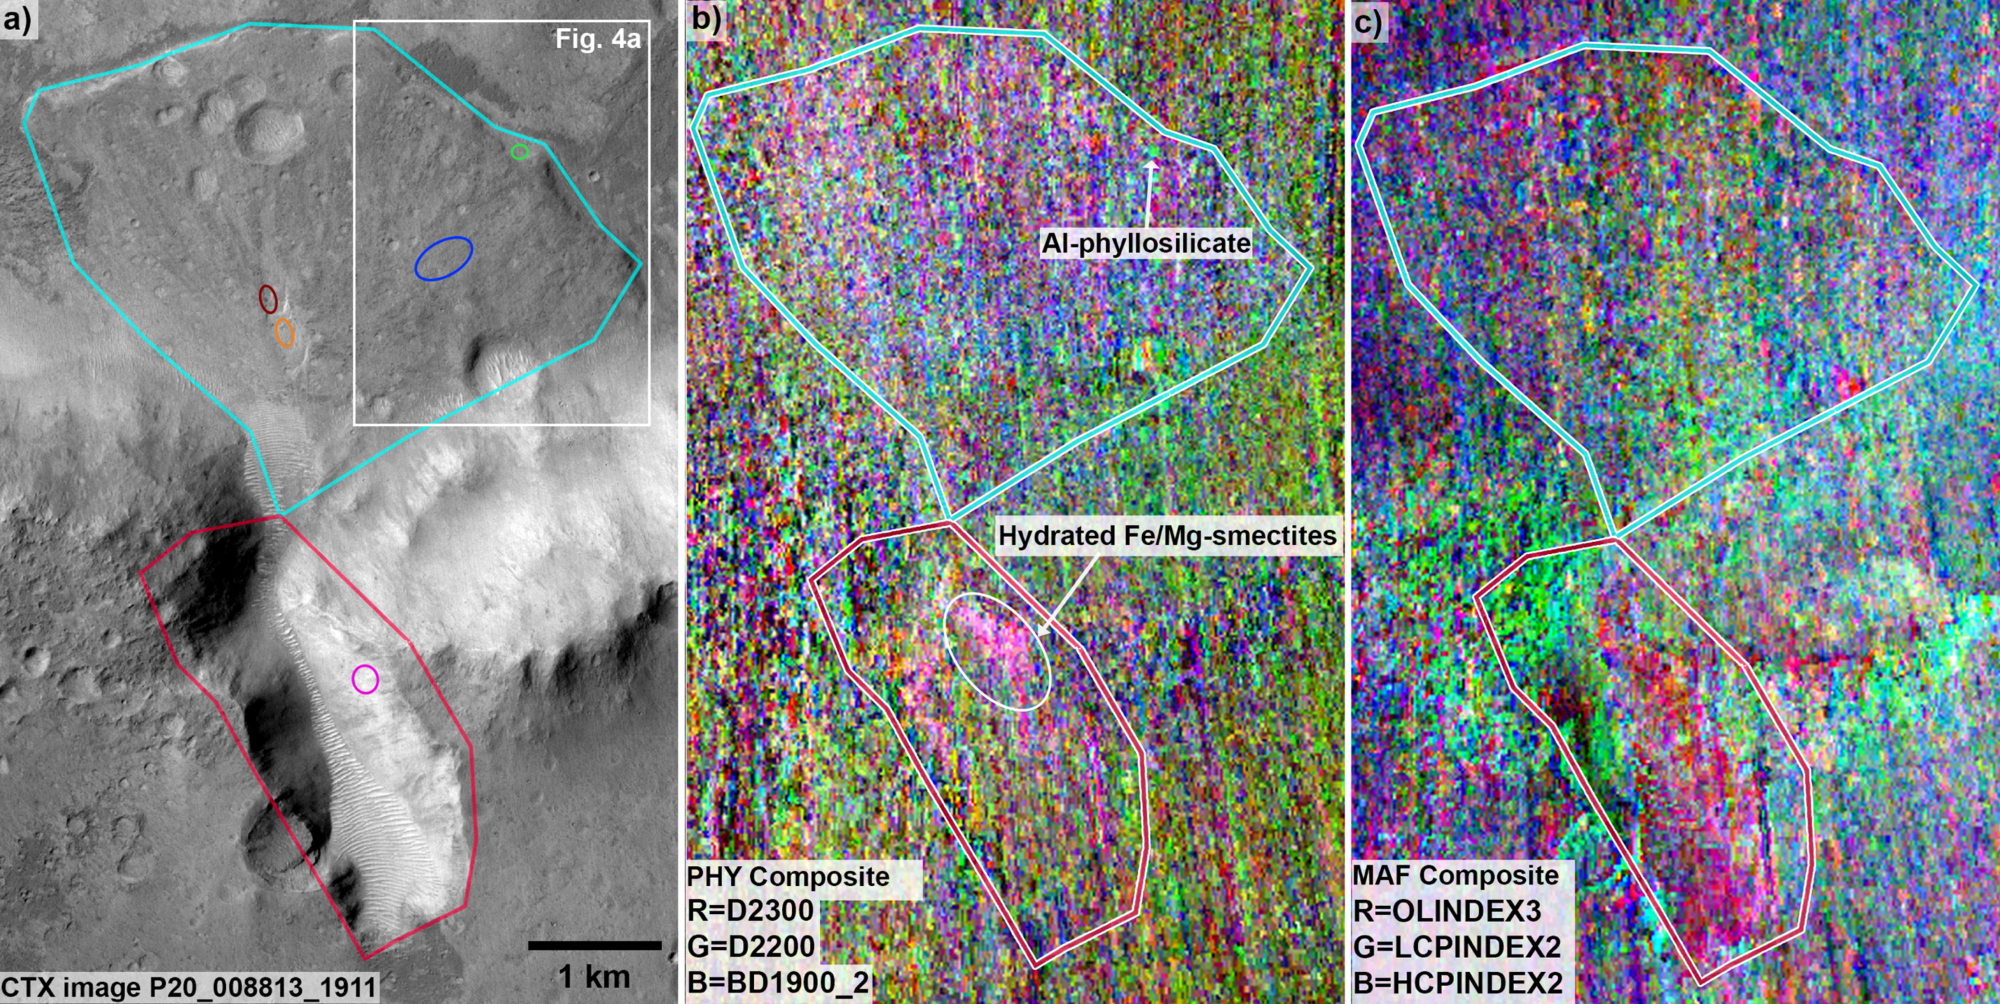 a)
Fig. 4a
1 km
CTX image P20_008813_1911
b)
Al-phyllosilicate
Hydrated Fe/Mg-smectites
PHY Composite
R=D2300
G=D2200
B=BD1900_2
c)
MAF Composite
R=OLINDEX3
G=LCPINDEX2
B=HCPINDEX2